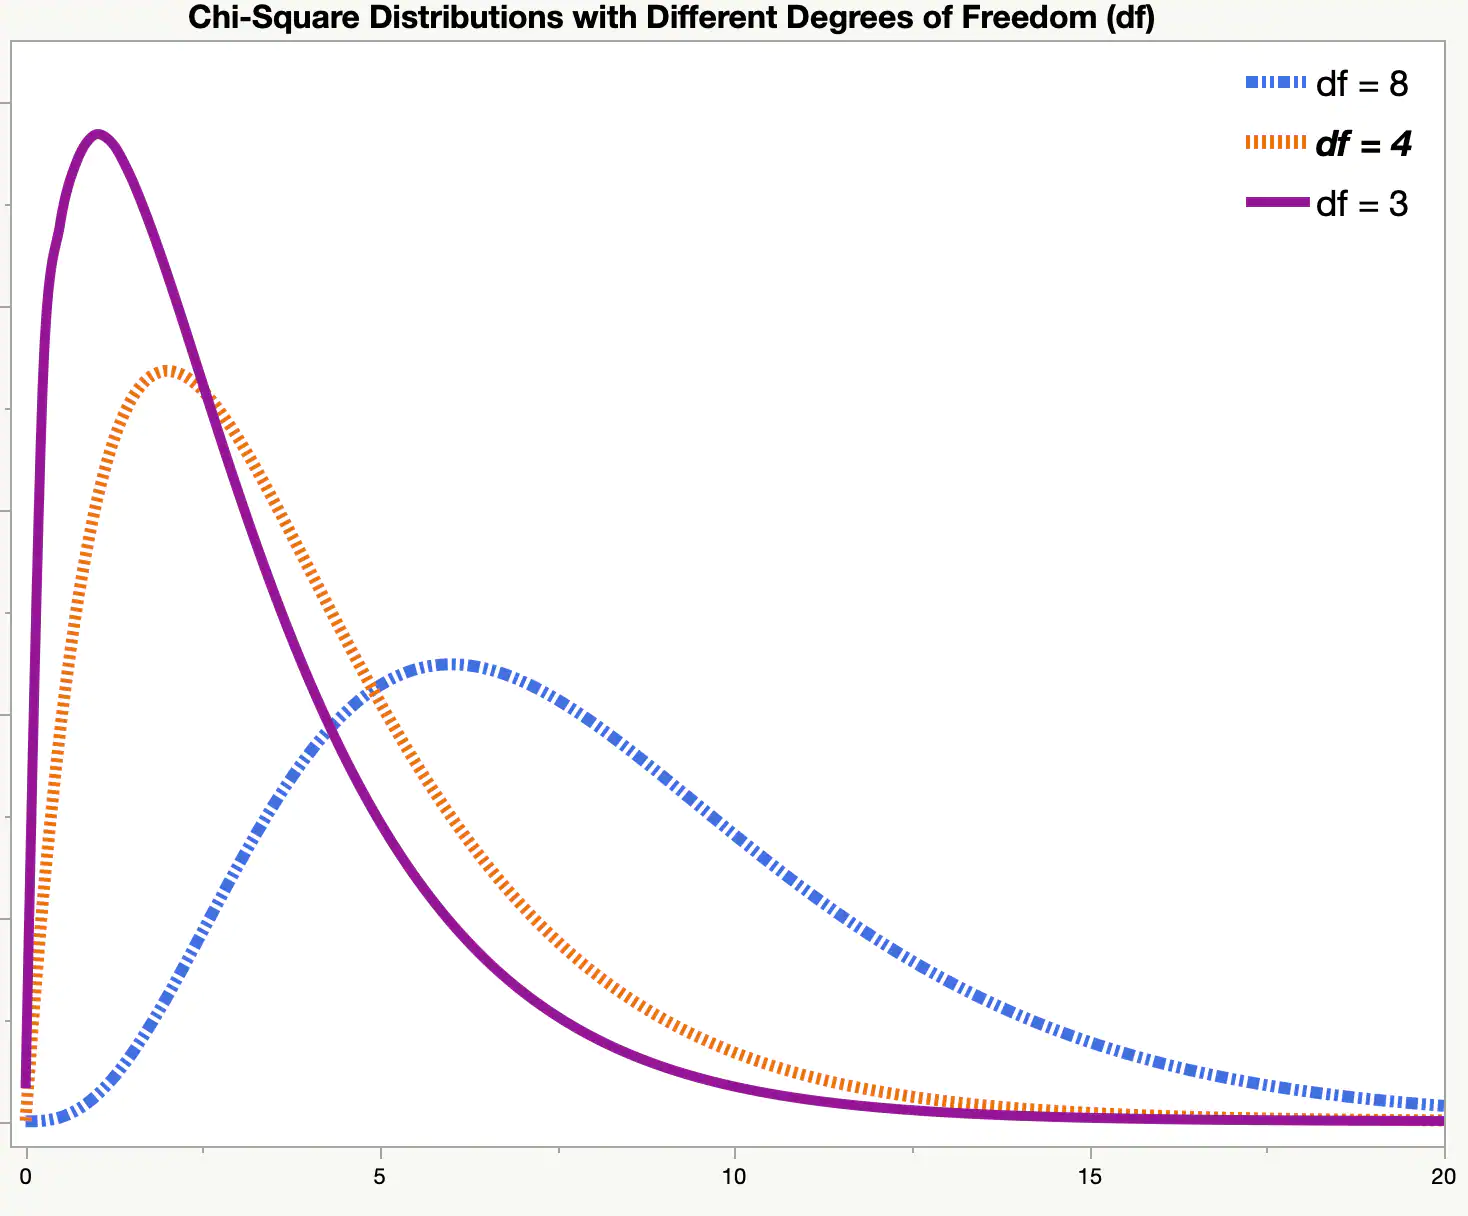 Chi-Square Distributions with Different Degrees of Freedom (df)
df = 8
df = 4
df = 3
0 5 10 15 20